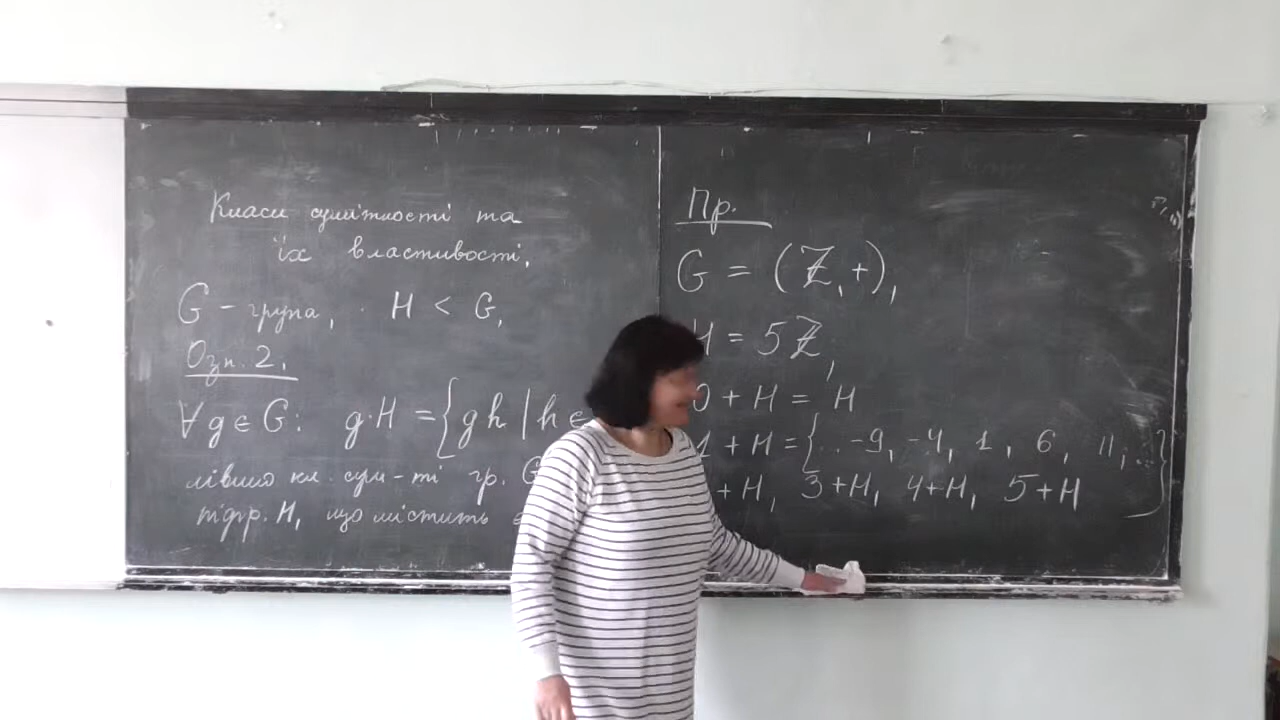 Класи суміжності та
їх властивості.
G - група, H < G,
Озн. 2.
∀g∈G: g·H = {gh | h ∈
лівим кл. сум-ті гр. G
підгр. H, що містить
Пр.
G = (ℤ, +),
H = 5ℤ,
0 + H = H
1 + H = {... -9, -4, 1, 6, 11, ...}
+H, 3+H, 4+H, 5+H